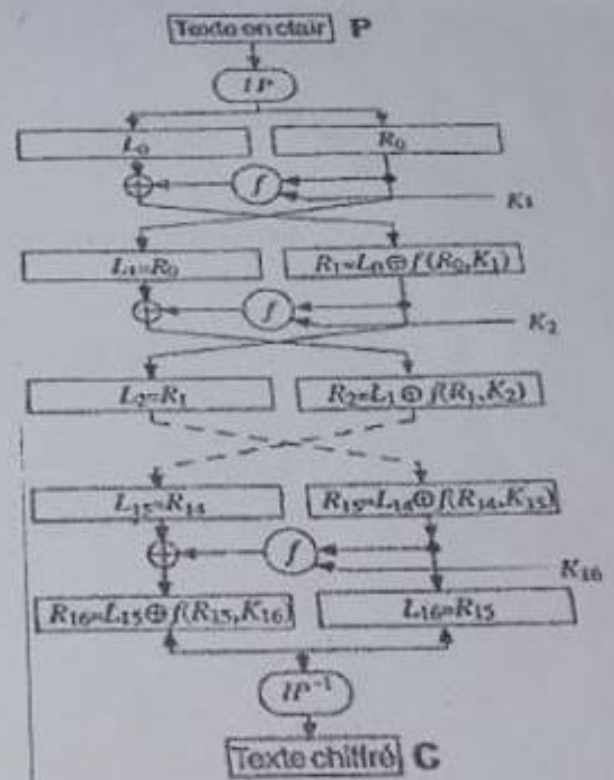 Texte en clair P
IP
L₀ R₀
⊕ f
K₁
L₁=R₀ R₁=L₀⊕f(R₀,K₁)
⊕ f
K₂
L₂=R₁ R₂=L₁⊕f(R₁,K₂)
L₁₅=R₁₄ R₁₅=L₁₄⊕f(R₁₄,K₁₅)
⊕ f
K₁₆
R₁₆=L₁₅⊕f(R₁₅,K₁₆) L₁₆=R₁₅
IP⁻¹
Texte chiffré C